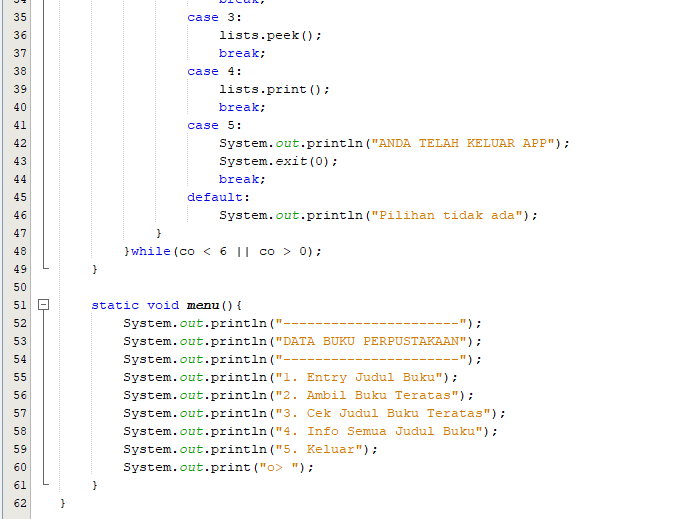 34 break;
35 case 3:
36 lists.peek();
37 break;
38 case 4:
39 lists.print();
40 break;
41 case 5:
42 System.out.println("ANDA TELAH KELUAR APP");
43 System.exit(0);
44 break;
45 default:
46 System.out.println("Pilihan tidak ada");
47 }
48 }while(co < 6 || co > 0);
49 }
50
51 static void menu(){
52 System.out.println("----------------------");
53 System.out.println("DATA BUKU PERPUSTAKAAN");
54 System.out.println("----------------------");
55 System.out.println("1. Entry Judul Buku");
56 System.out.println("2. Ambil Buku Teratas");
57 System.out.println("3. Cek Judul Buku Teratas");
58 System.out.println("4. Info Semua Judul Buku");
59 System.out.println("5. Keluar");
60 System.out.print("o> ");
61 }
62 }